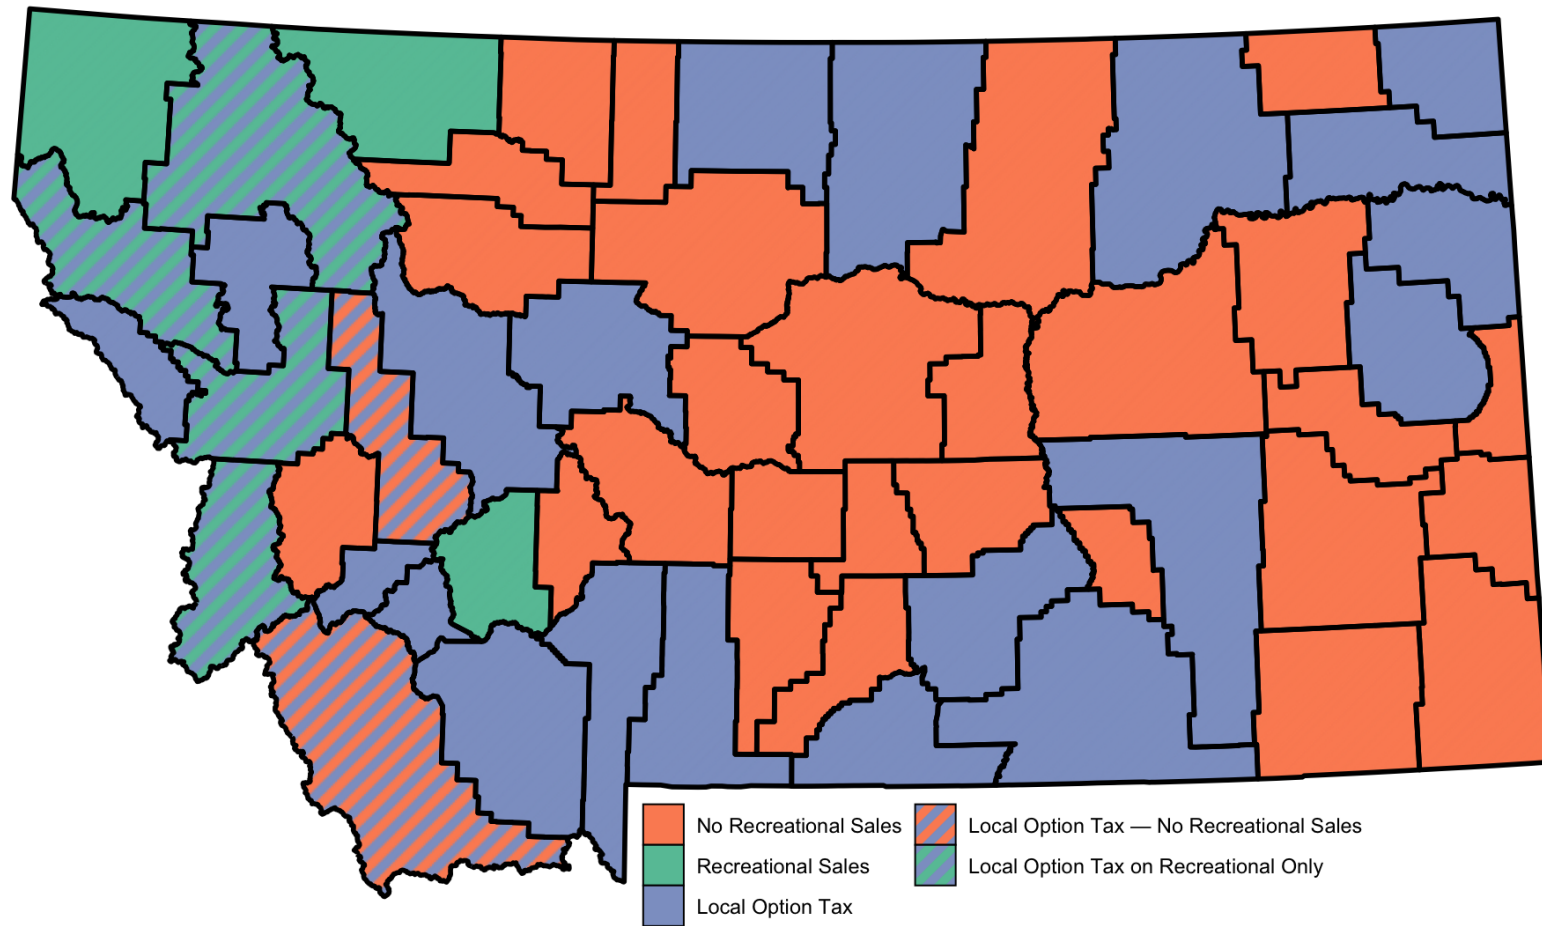 No Recreational Sales
Recreational Sales
Local Option Tax
Local Option Tax — No Recreational Sales
Local Option Tax on Recreational Only